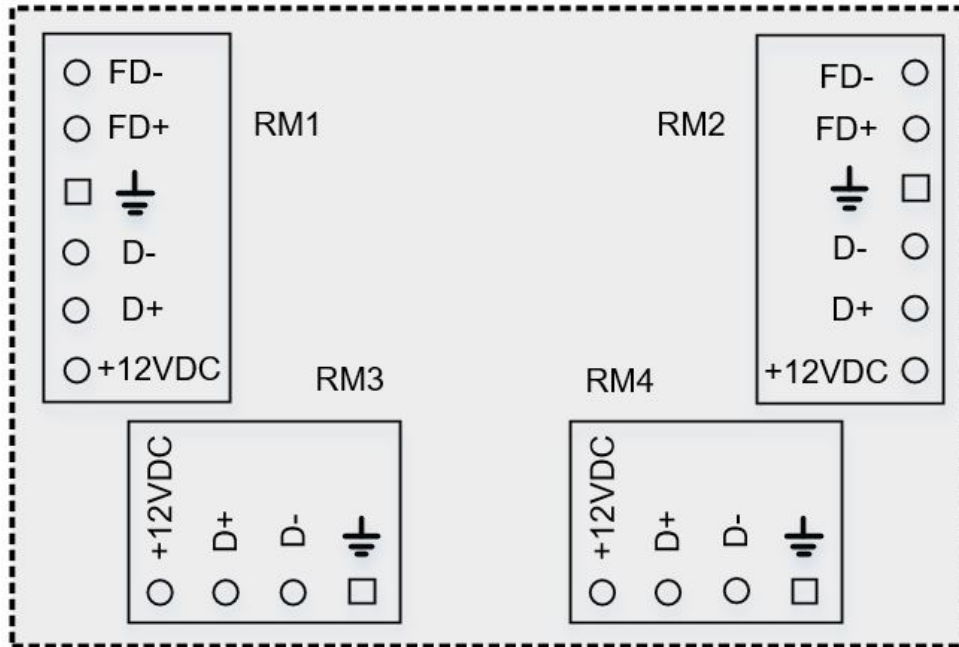 FD-
FD+
RM1
D-
D+
+12VDC
FD-
FD+
RM2
D-
D+
+12VDC
RM3
+12VDC
D+
D-
RM4
+12VDC
D+
D-